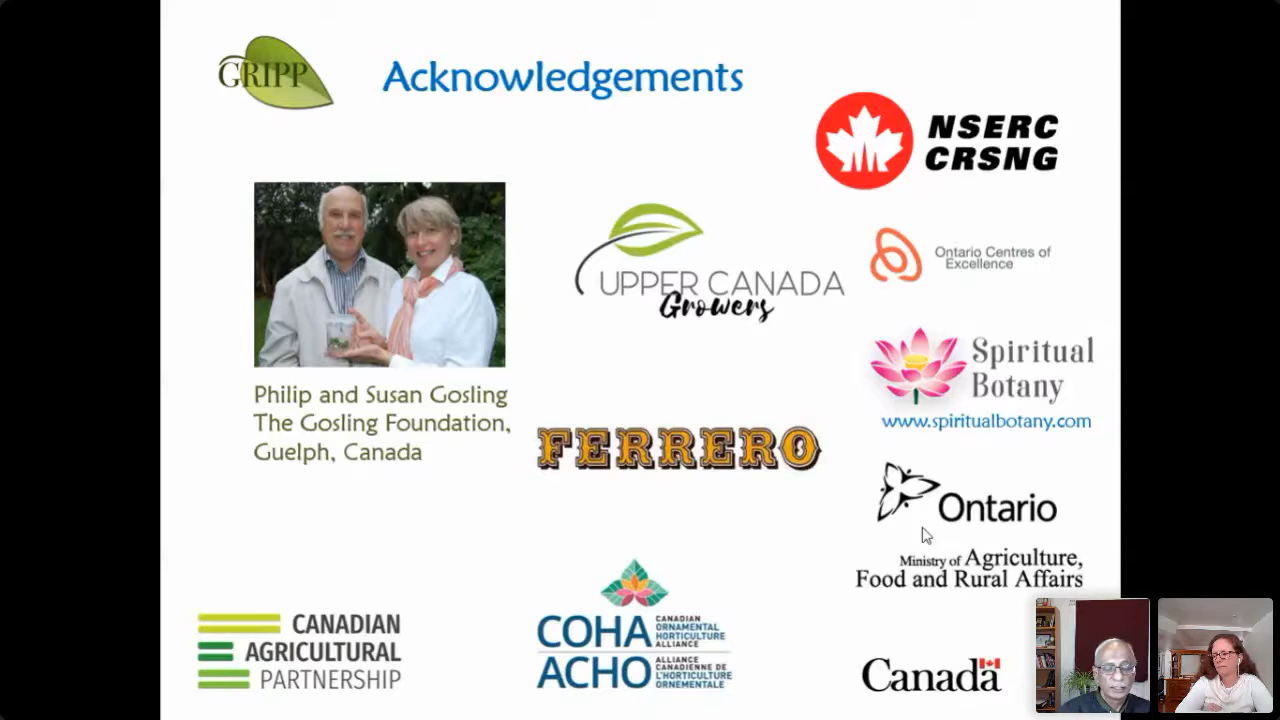 GRIPP
Acknowledgements
NSERC
CRSNG
UPPER CANADA
Growers
Ontario Centres of
Excellence
Spiritual
Botany
www.spiritualbotany.com
Philip and Susan Gosling
The Gosling Foundation,
Guelph, Canada
FERRERO
Ontario
Ministry of Agriculture,
Food and Rural Affairs
CANADIAN
AGRICULTURAL
PARTNERSHIP
COHA
CANADIAN
ORNAMENTAL
HORTICULTURE
ALLIANCE
ACHO
ALLIANCE
CANADIENNE DE
L'HORTICULTURE
ORNEMENTALE
Canada